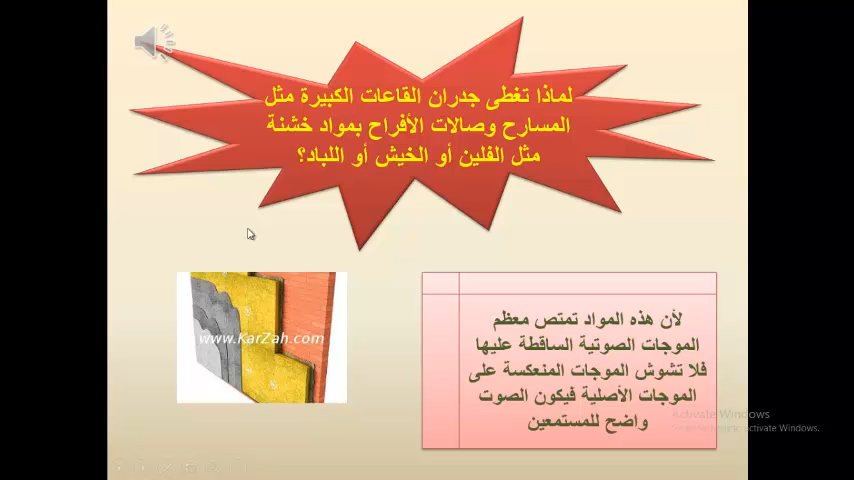 لماذا تغطى جدران القاعات الكبيرة مثل
المسارح وصالات الأفراح بمواد خشنة
مثل الفلين أو الخيش أو اللباد؟
www.KarZah.com
لأن هذه المواد تمتص معظم
الموجات الصوتية الساقطة عليها
فلا تشوش الموجات المنعكسة على
الموجات الأصلية فيكون الصوت
واضح للمستمعين
Activate Windows
activate Windows.